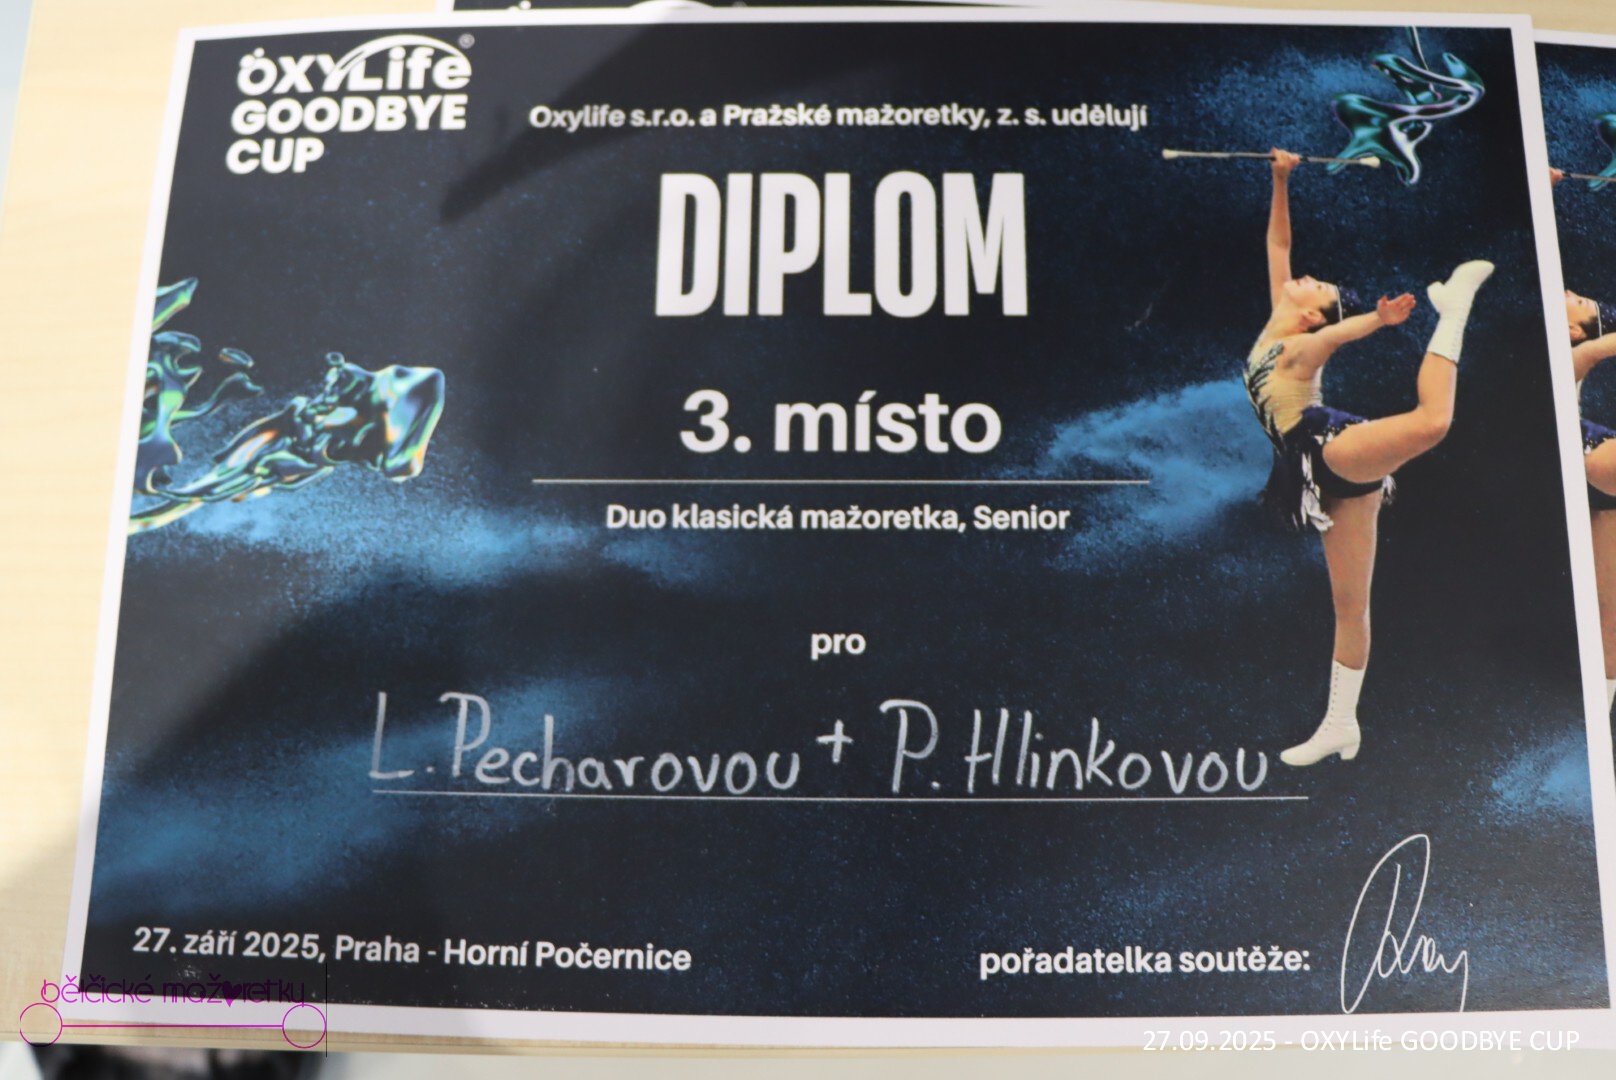 OXYLife®
GOODBYE
CUP
Oxylife s.r.o. a Pražské mažoretky, z. s. udělují
DIPLOM
3. místo
Duo klasická mažoretka, Senior
pro
L. Pecharovou + P. Hlinkovou
27. září 2025, Praha - Horní Počernice
pořadatelka soutěže:
bělčické mažoretky
27.09.2025 - OXYLife GOODBYE CUP